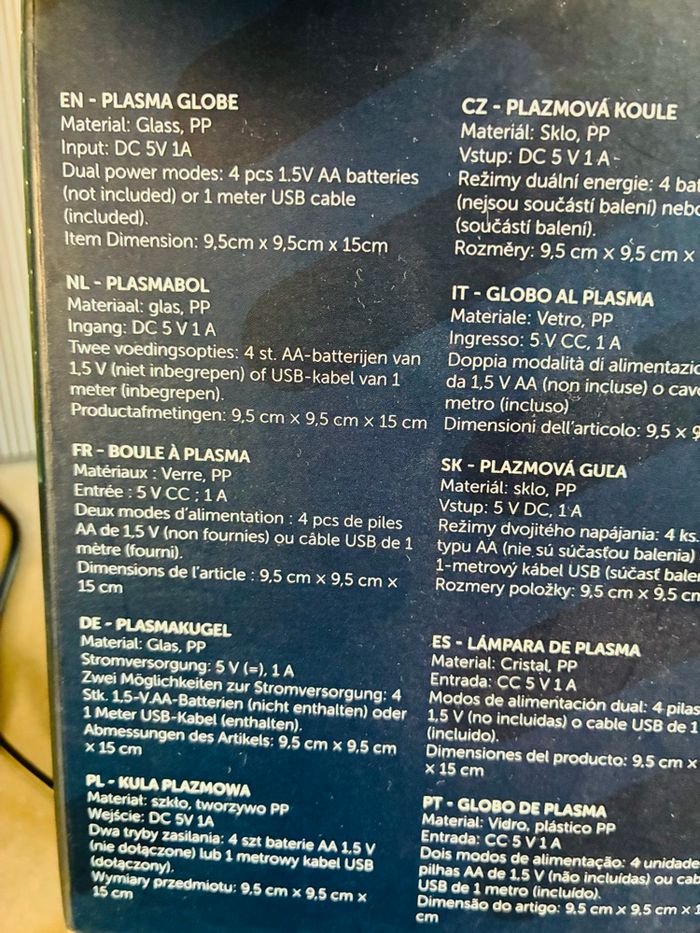 EN - PLASMA GLOBE
Material: Glass, PP
Input: DC 5V 1A
Dual power modes: 4 pcs 1.5V AA batteries
(not included) or 1 meter USB cable
(included).
Item Dimension: 9,5cm x 9,5cm x 15cm
NL - PLASMABOL
Materiaal: glas, PP
Ingang: DC 5 V 1 A
Twee voedingsopties: 4 st. AA-batterijen van
1,5 V (niet inbegrepen) of USB-kabel van 1
meter (inbegrepen).
Productafmetingen: 9,5 cm × 9,5 cm × 15 cm
FR - BOULE À PLASMA
Matériaux : Verre, PP
Entrée : 5 V CC ; 1 A
Deux modes d'alimentation : 4 pcs de piles
AA de 1,5 V (non fournies) ou câble USB de 1
mètre (fourni).
Dimensions de l'article : 9,5 cm × 9,5 cm ×
15 cm
DE - PLASMAKUGEL
Material: Glas, PP
Stromversorgung: 5 V (=), 1 A
Zwei Möglichkeiten zur Stromversorgung: 4
Stk. 1,5-V.AA-Batterien (nicht enthalten) oder
1 Meter USB-Kabel (enthalten).
Abmessungen des Artikels: 9,5 cm × 9,5 cm
× 15 cm
PL - KULA PLAZMOWA
Materiał: szkło, tworzywo PP
Wejście: DC 5V 1A
Dwa tryby zasilania: 4 szt baterie AA 1,5 V
(nie dołączone) lub 1 metrowy kabel USB
(dołączony).
Wymiary przedmiotu: 9,5 cm × 9,5 cm ×
15 cm
CZ - PLAZMOVÁ KOULE
Materiál: Sklo, PP
Vstup: DC 5 V 1 A
Režimy duální energie: 4 bat
(nejsou součástí balení) nebo
(součástí balení).
Rozměry: 9,5 cm × 9,5 cm ×
IT - GLOBO AL PLASMA
Materiale: Vetro, PP
Ingresso: 5 V CC, 1 A
Doppia modalità di alimentazio
da 1,5 V AA (non incluse) o cavo
metro (incluso)
Dimensioni dell'articolo: 9,5 × 9
SK - PLAZMOVÁ GUĽA
Materiál: sklo, PP
Vstup: 5 V DC, 1 A
Režimy dvojitého napájania: 4 ks.
typu AA (nie sú súčasťou balenia)
1-metrový kábel USB (súčasť balen
Rozmery položky: 9,5 cm × 9,5 cm
ES - LÁMPARA DE PLASMA
Material: Cristal, PP
Entrada: CC 5 V 1 A
Modos de alimentación dual: 4 pilas
1,5 V (no incluidas) o cable USB de 1
(incluido).
Dimensiones del producto: 9,5 cm ×
× 15 cm
PT - GLOBO DE PLASMA
Material: Vidro, plástico PP
Entrada: CC 5 V 1 A
Dois modos de alimentação: 4 unidade
pilhas AA de 1,5 V (não incluídas) ou cab
USB de 1 metro (incluído).
Dimensão do artigo: 9,5 cm × 9,5 cm × 1
cm